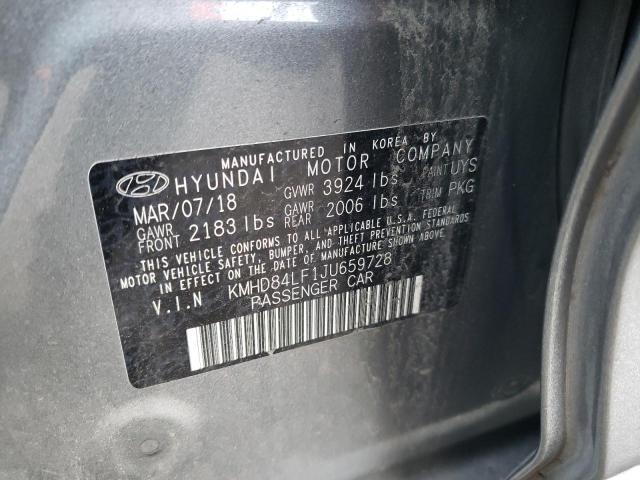 MANUFACTURED IN KOREA BY
HYUNDAI MOTOR COMPANY
MAR/07/18 GVWR 3924 lbs PAINT UYS
GAWR FRONT 2183 lbs GAWR REAR 2006 lbs TRIM PKG
THIS VEHICLE CONFORMS TO ALL APPLICABLE U.S.A. FEDERAL
MOTOR VEHICLE SAFETY, BUMPER, AND THEFT PREVENTION STANDARDS
IN EFFECT ON THE DATE OF MANUFACTURE SHOWN ABOVE.
V.I.N KMHD84LF1JU659728
PASSENGER CAR